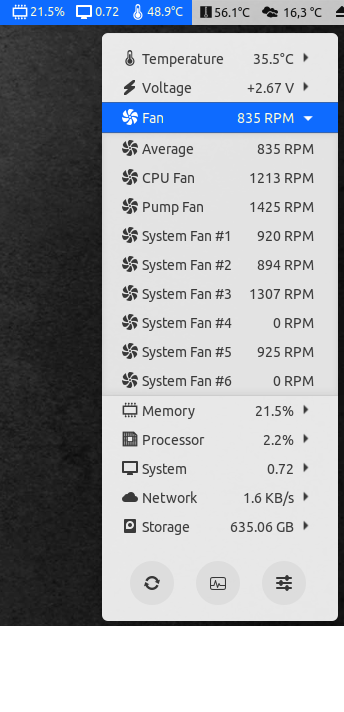 21.5% 0.72 48.9°C 56.1°C 16,3 °C
Temperature 35.5°C
Voltage +2.67 V
Fan 835 RPM
Average 835 RPM
CPU Fan 1213 RPM
Pump Fan 1425 RPM
System Fan #1 920 RPM
System Fan #2 894 RPM
System Fan #3 1307 RPM
System Fan #4 0 RPM
System Fan #5 925 RPM
System Fan #6 0 RPM
Memory 21.5%
Processor 2.2%
System 0.72
Network 1.6 KB/s
Storage 635.06 GB